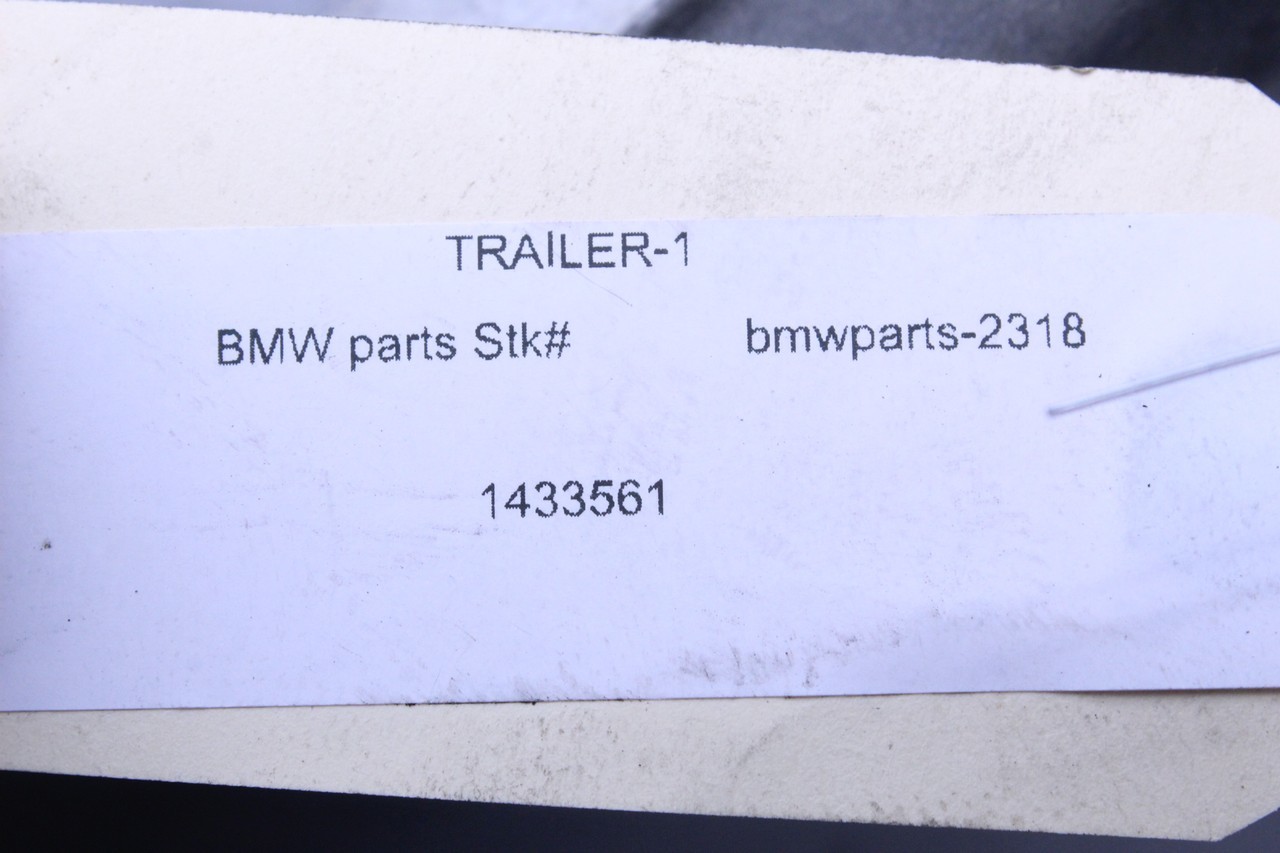 TRAILER-1
BMW parts Stk# bmwparts-2318
1433561